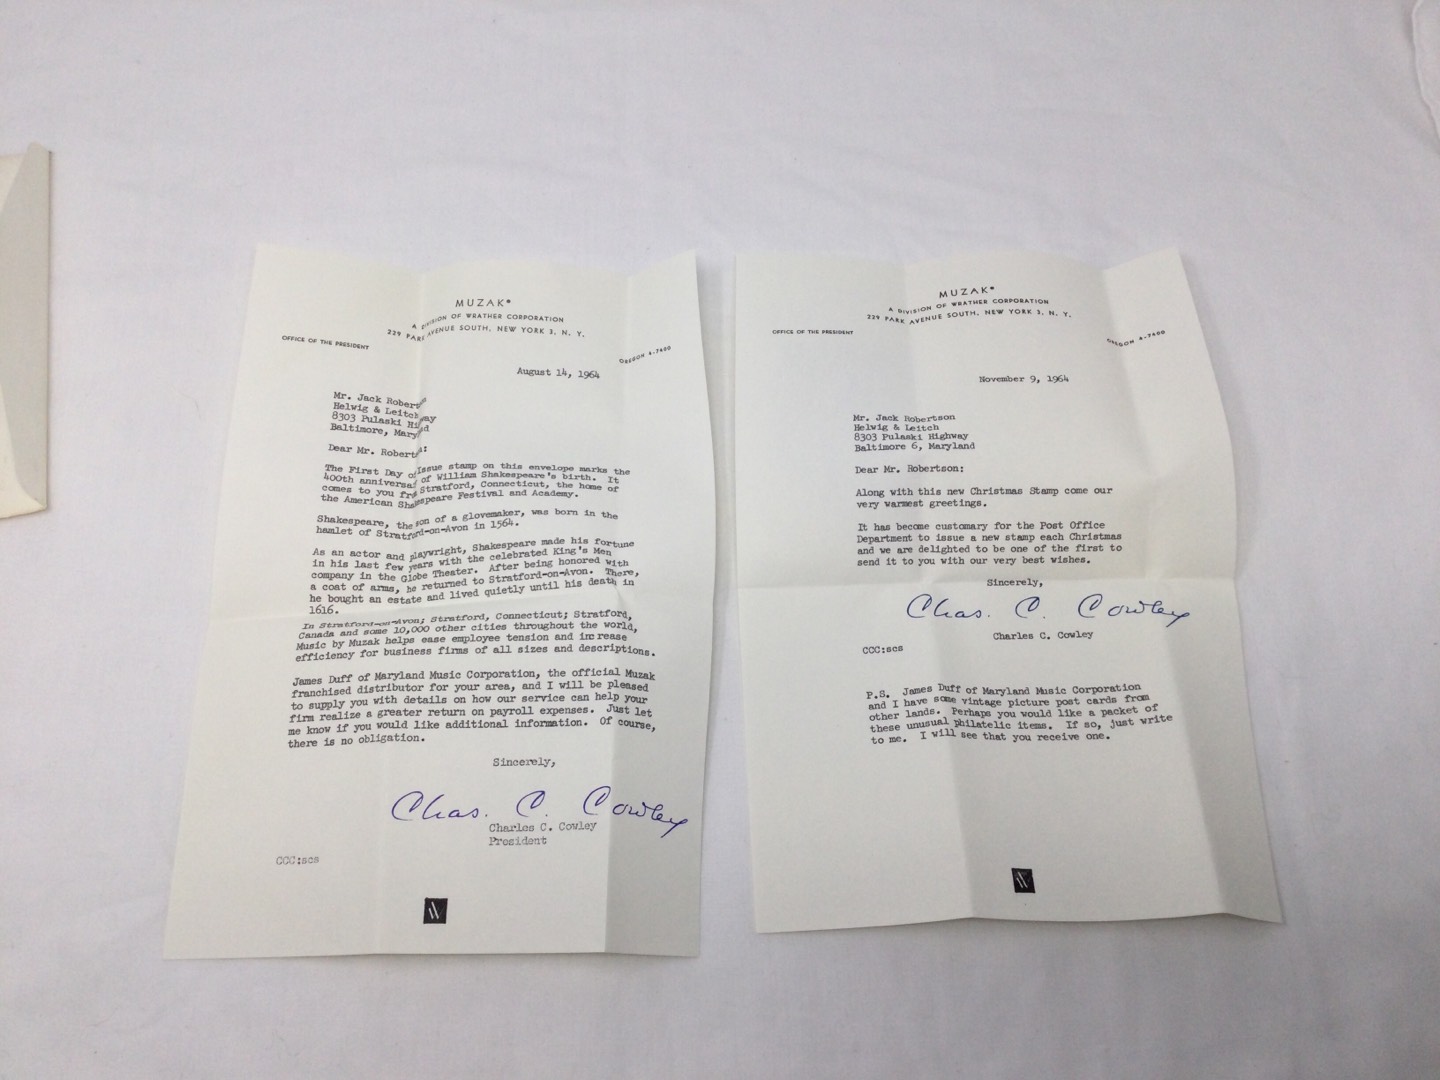 MUZAK®
A DIVISION OF WRATHER CORPORATION
229 PARK AVENUE SOUTH, NEW YORK 3, N. Y.
OFFICE OF THE PRESIDENT
OREGON 4-7400
August 14, 1964
Mr. Jack Roberts
Helwig & Leitch
8303 Pulaski Highway
Baltimore, Maryd
Dear Mr. Roberts:
The First Day of Issue stamp on this envelope marks the
400th anniversa of William Shakespeare's birth. It
comes to you fro Stratford, Connecticut, the home of
the American Shakespeare Festival and Academy.
Shakespeare, the son of a glovemaker, was born in the
hamlet of Stratford-on-Avon in 1564.
As an actor and playwright, Shakespeare made his fortune
in his last few years with the celebrated King's Men
company in the Globe Theater. After being honored with
a coat of arms, he returned to Stratford-on-Avon. There,
he bought an estate and lived quietly until his death in
1616.
In Stratford-on-Avon; Stratford, Connecticut; Stratford,
Canada and some 10,000 other cities throughout the world,
Music by Muzak helps ease employee tension and increase
efficiency for business firms of all sizes and descriptions.
James Duff of Maryland Music Corporation, the official Muzak
franchised distributor for your area, and I will be pleased
to supply you with details on how our service can help your
firm realize a greater return on payroll expenses. Just let
me know if you would like additional information. Of course,
there is no obligation.
Sincerely,
Chas. C. Cowley
Charles C. Cowley
President
CCC:scs
MUZAK®
A DIVISION OF WRATHER CORPORATION
229 PARK AVENUE SOUTH, NEW YORK 3, N. Y.
OFFICE OF THE PRESIDENT
OREGON 4-7400
November 9, 1964
Mr. Jack Robertson
Helwig & Leitch
8303 Pulaski Highway
Baltimore 6, Maryland
Dear Mr. Robertson:
Along with this new Christmas Stamp come our
very warmest greetings.
It has become customary for the Post Office
Department to issue a new stamp each Christmas
and we are delighted to be one of the first to
send it to you with our very best wishes.
Sincerely,
Chas. C. Cowley
Charles C. Cowley
CCC:scs
P.S. James Duff of Maryland Music Corporation
and I have some vintage picture post cards from
other lands. Perhaps you would like a packet of
these unusual philatelic items. If so, just write
to me. I will see that you receive one.